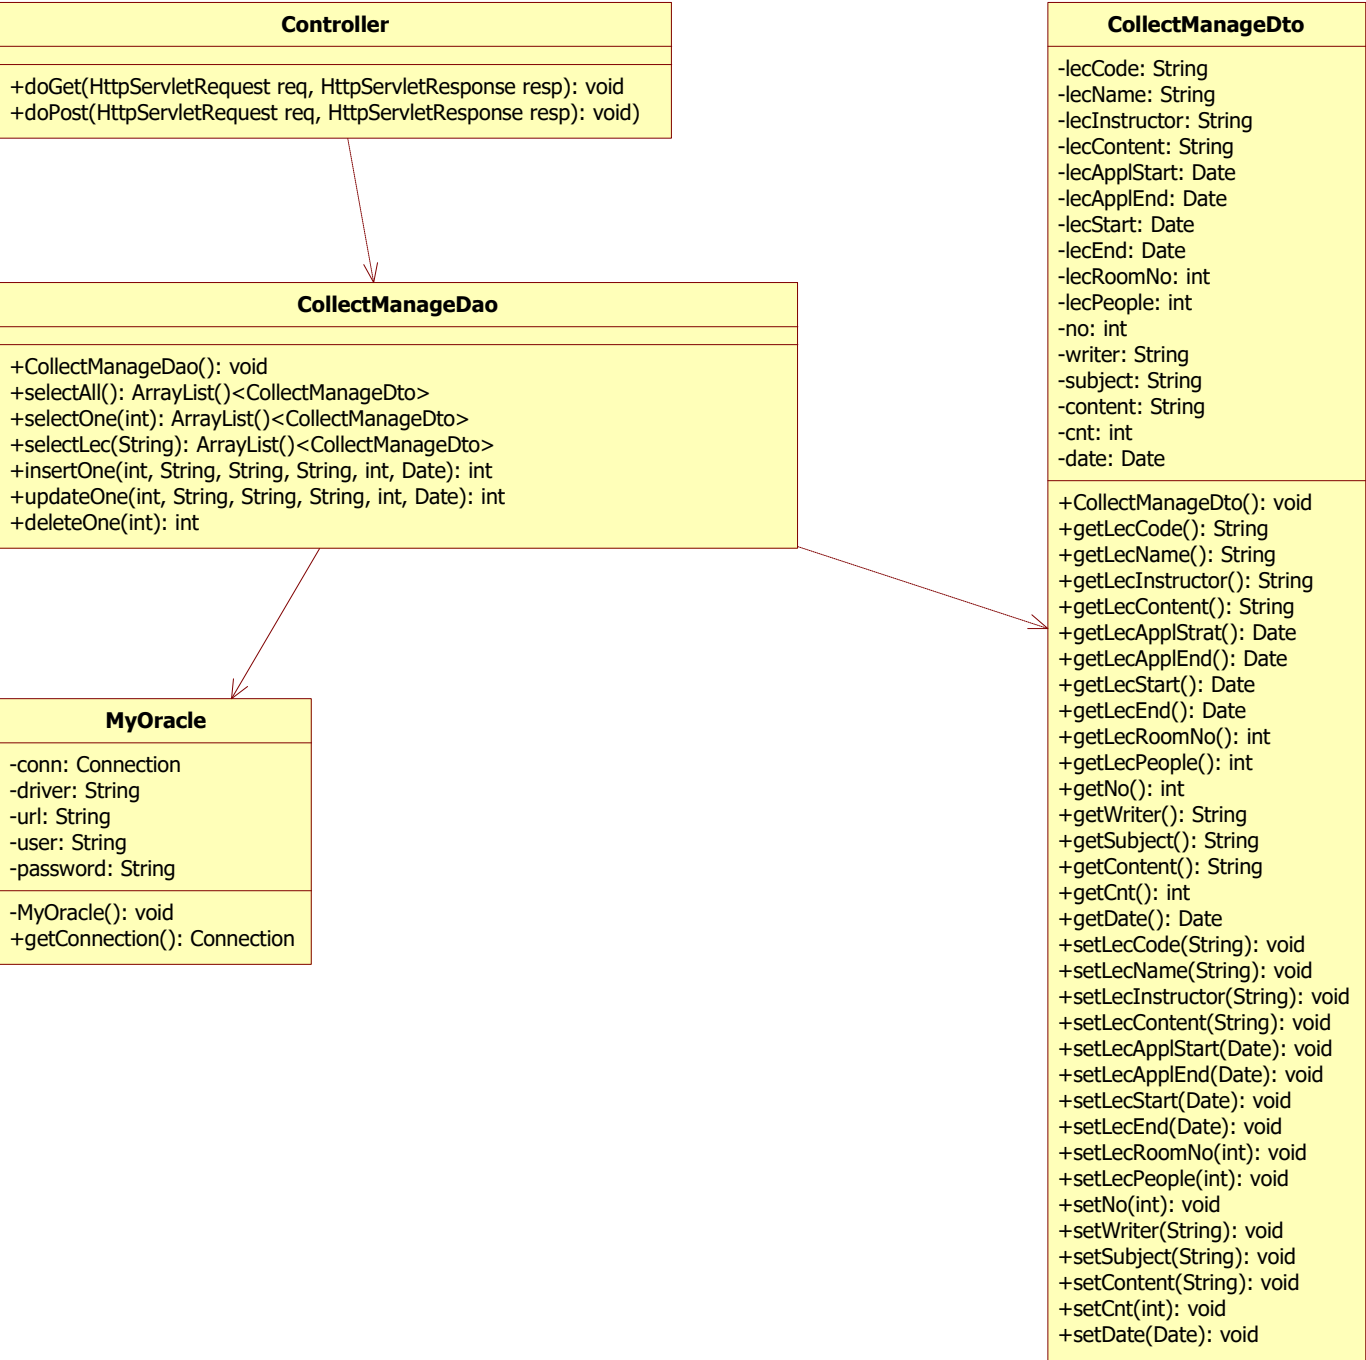 Controller
+doGet(HttpServletRequest req, HttpServletResponse resp): void
+doPost(HttpServletRequest req, HttpServletResponse resp): void)
CollectManageDao
+CollectManageDao(): void
+selectAll(): ArrayList()<CollectManageDto>
+selectOne(int): ArrayList()<CollectManageDto>
+selectLec(String): ArrayList()<CollectManageDto>
+insertOne(int, String, String, String, int, Date): int
+updateOne(int, String, String, String, int, Date): int
+deleteOne(int): int
MyOracle
-conn: Connection
-driver: String
-url: String
-user: String
-password: String
-MyOracle(): void
+getConnection(): Connection
CollectManageDto
-lecCode: String
-lecName: String
-lecInstructor: String
-lecContent: String
-lecApplStart: Date
-lecApplEnd: Date
-lecStart: Date
-lecEnd: Date
-lecRoomNo: int
-lecPeople: int
-no: int
-writer: String
-subject: String
-content: String
-cnt: int
-date: Date
+CollectManageDto(): void
+getLecCode(): String
+getLecName(): String
+getLecInstructor(): String
+getLecContent(): String
+getLecApplStrat(): Date
+getLecApplEnd(): Date
+getLecStart(): Date
+getLecEnd(): Date
+getLecRoomNo(): int
+getLecPeople(): int
+getNo(): int
+getWriter(): String
+getSubject(): String
+getContent(): String
+getCnt(): int
+getDate(): Date
+setLecCode(String): void
+setLecName(String): void
+setLecInstructor(String): void
+setLecContent(String): void
+setLecApplStart(Date): void
+setLecApplEnd(Date): void
+setLecStart(Date): void
+setLecEnd(Date): void
+setLecRoomNo(int): void
+setLecPeople(int): void
+setNo(int): void
+setWriter(String): void
+setSubject(String): void
+setContent(String): void
+setCnt(int): void
+setDate(Date): void